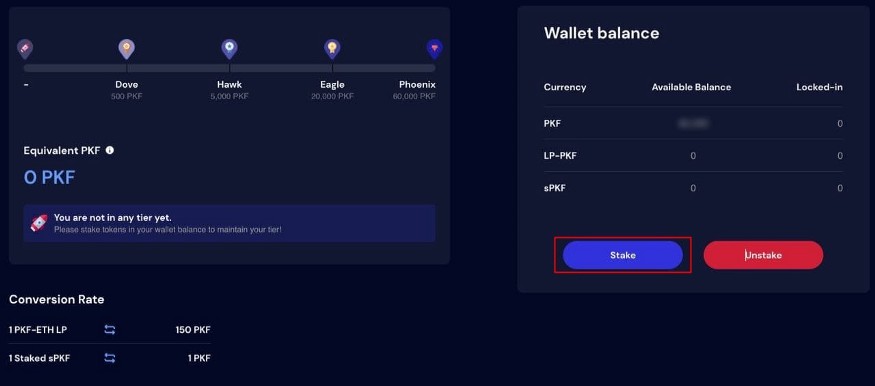 -
Dove
500 PKF
Hawk
5,000 PKF
Eagle
20,000 PKF
Phoenix
60,000 PKF
Equivalent PKF
0 PKF
You are not in any tier yet.
Please stake tokens in your wallet balance to maintain your tier!
Conversion Rate
1 PKF-ETH LP 150 PKF
1 Staked sPKF 1 PKF
Wallet balance
Currency Available Balance Locked-in
PKF 0
LP-PKF 0 0
sPKF 0 0
Stake
Unstake